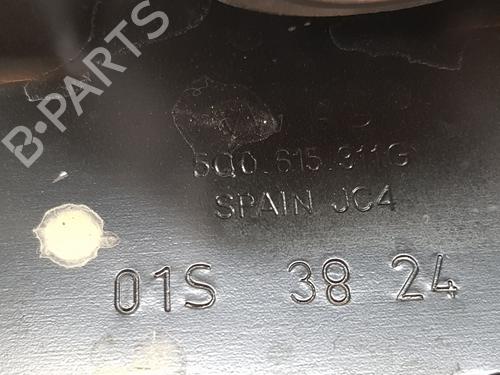 B-PARTS
5Q0.615.311G
SPAIN JC4
01S 38 24